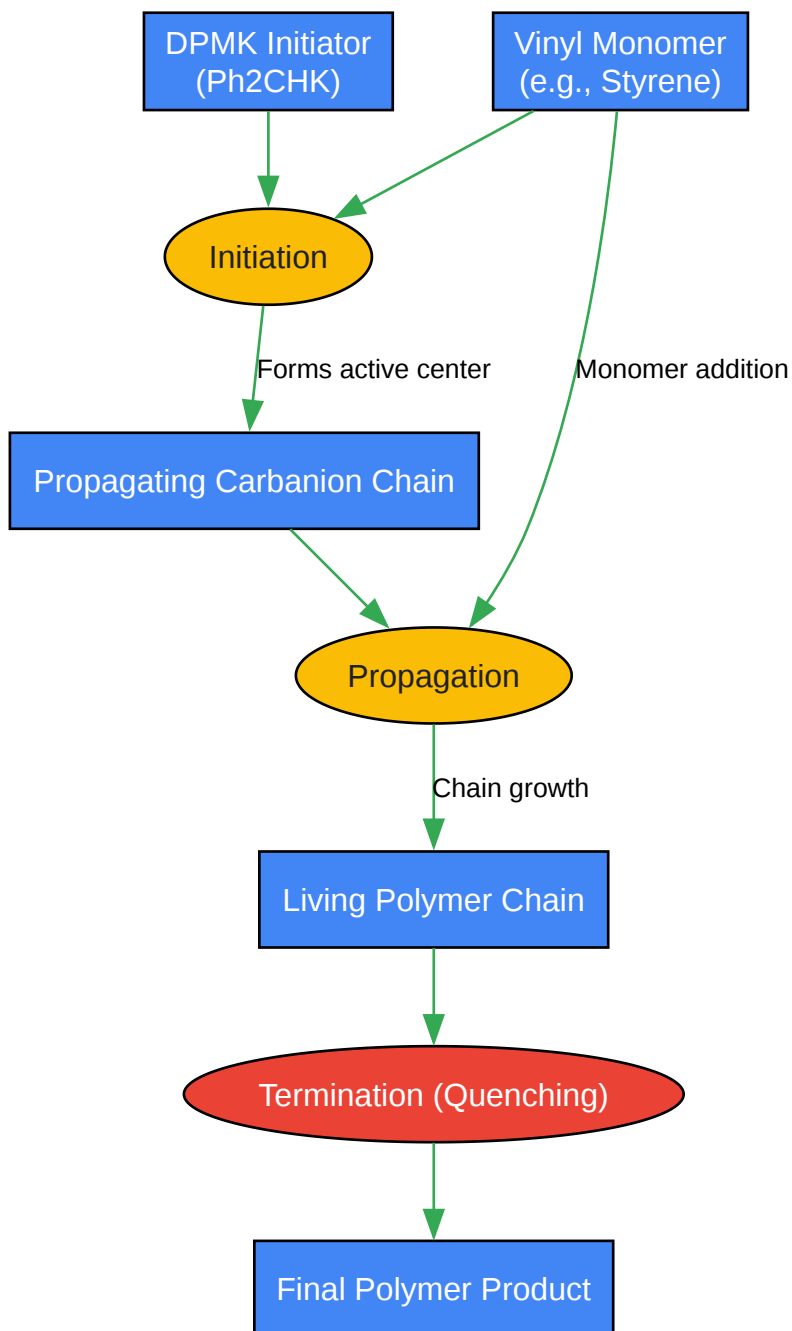 DPMK Initiator
(Ph2CHK)
Vinyl Monomer
(e.g., Styrene)
Initiation
Forms active center
Monomer addition
Propagating Carbanion Chain
Propagation
Chain growth
Living Polymer Chain
Termination (Quenching)
Final Polymer Product